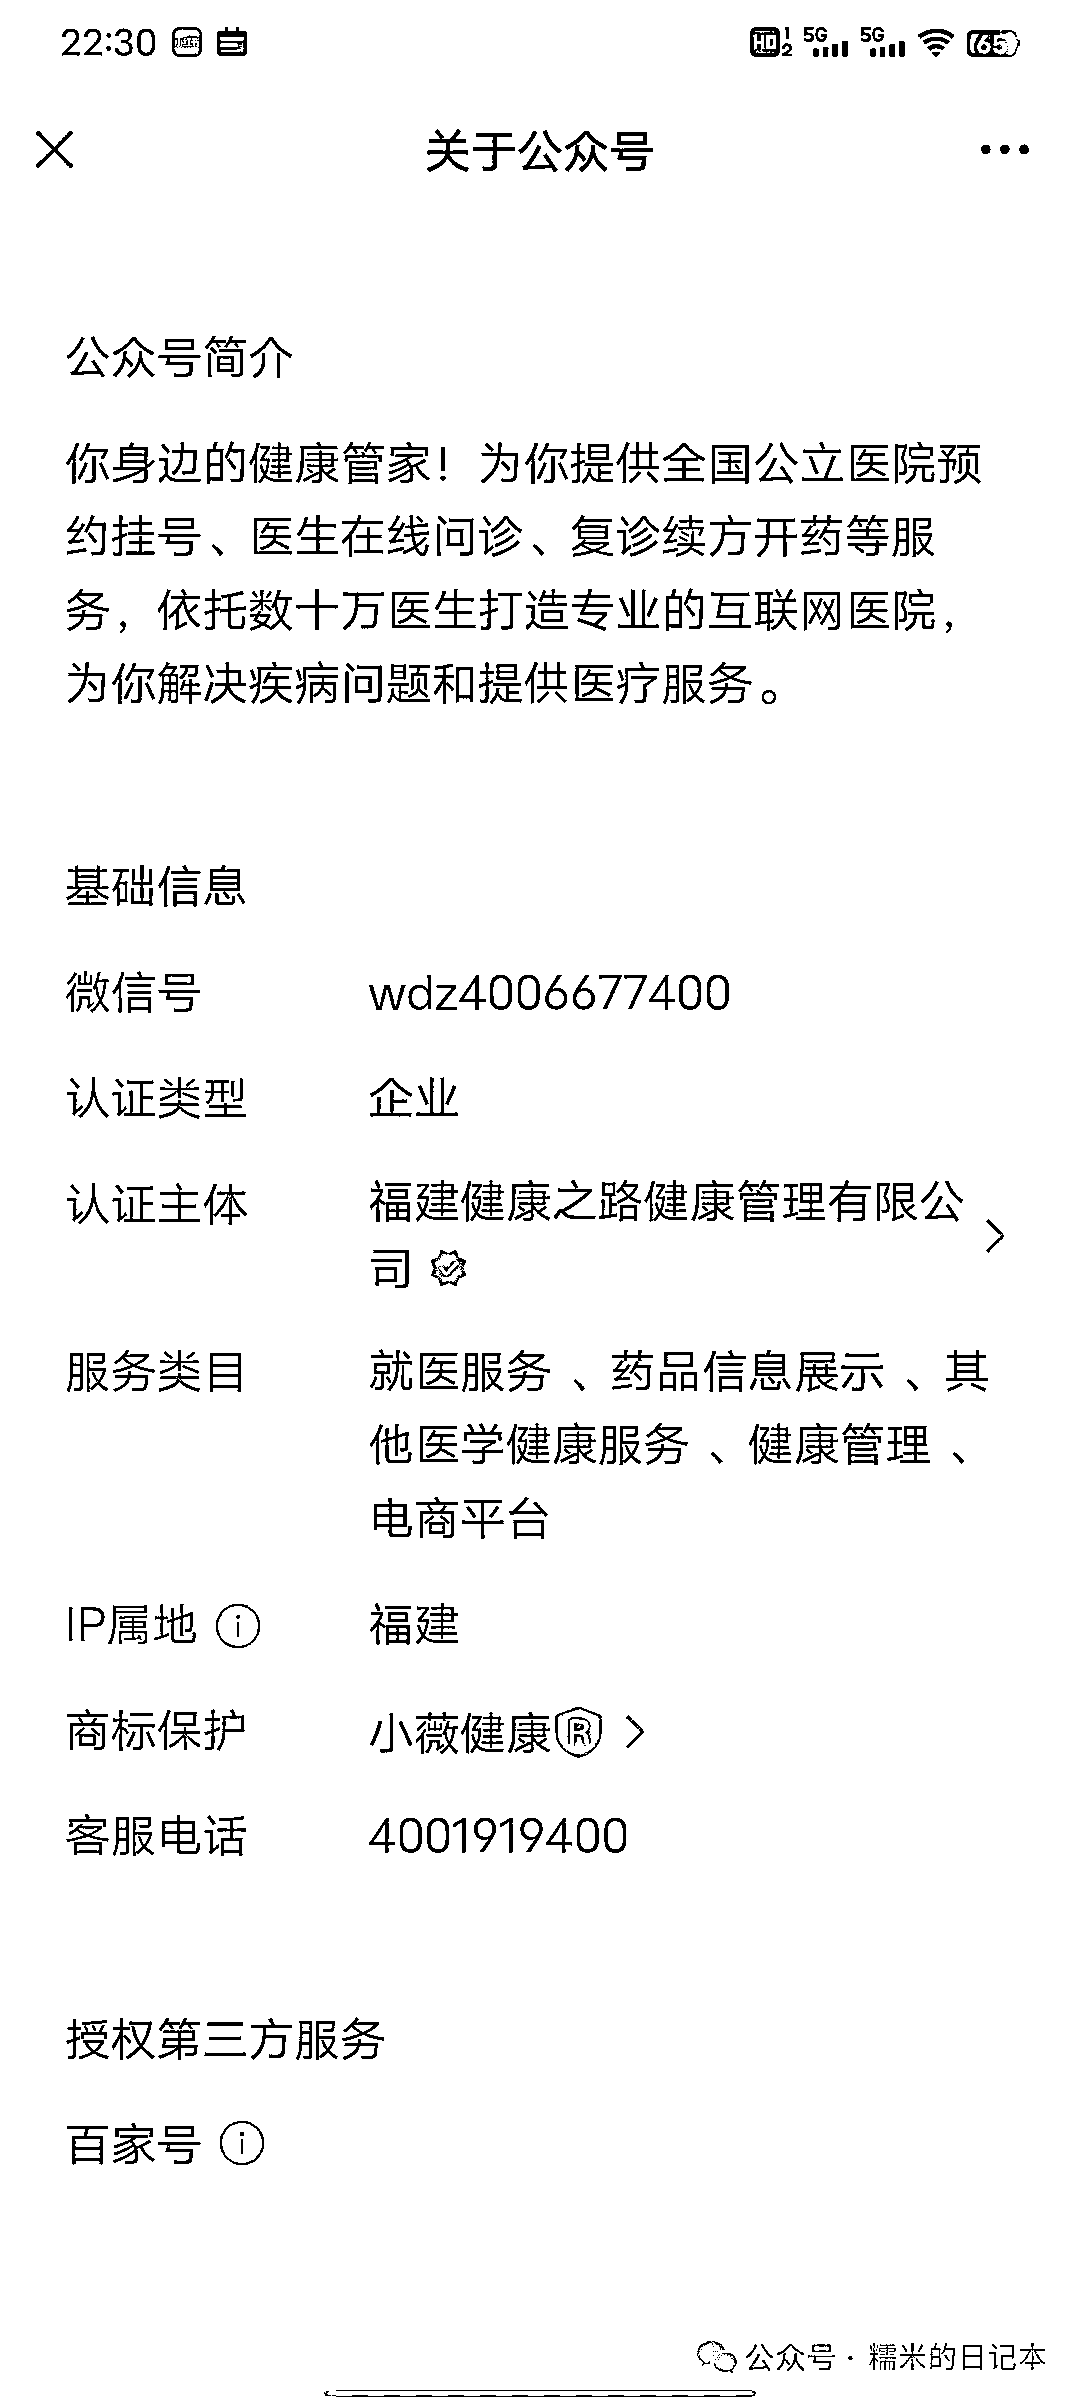 22:30 HD 1 2 5G 5G 65
关于公众号
公众号简介
你身边的健康管家！为你提供全国公立医院预
约挂号、医生在线问诊、复诊续方开药等服
务，依托数十万医生打造专业的互联网医院，
为你解决疾病问题和提供医疗服务。
基础信息
微信号 wdz4006677400
认证类型 企业
认证主体 福建健康之路健康管理有限公
司
服务类目 就医服务 、药品信息展示 、其
他医学健康服务 、健康管理 、
电商平台
IP属地 福建
商标保护 小薇健康®
客服电话 4001919400
授权第三方服务
百家号
公众号 · 糯米的日记本